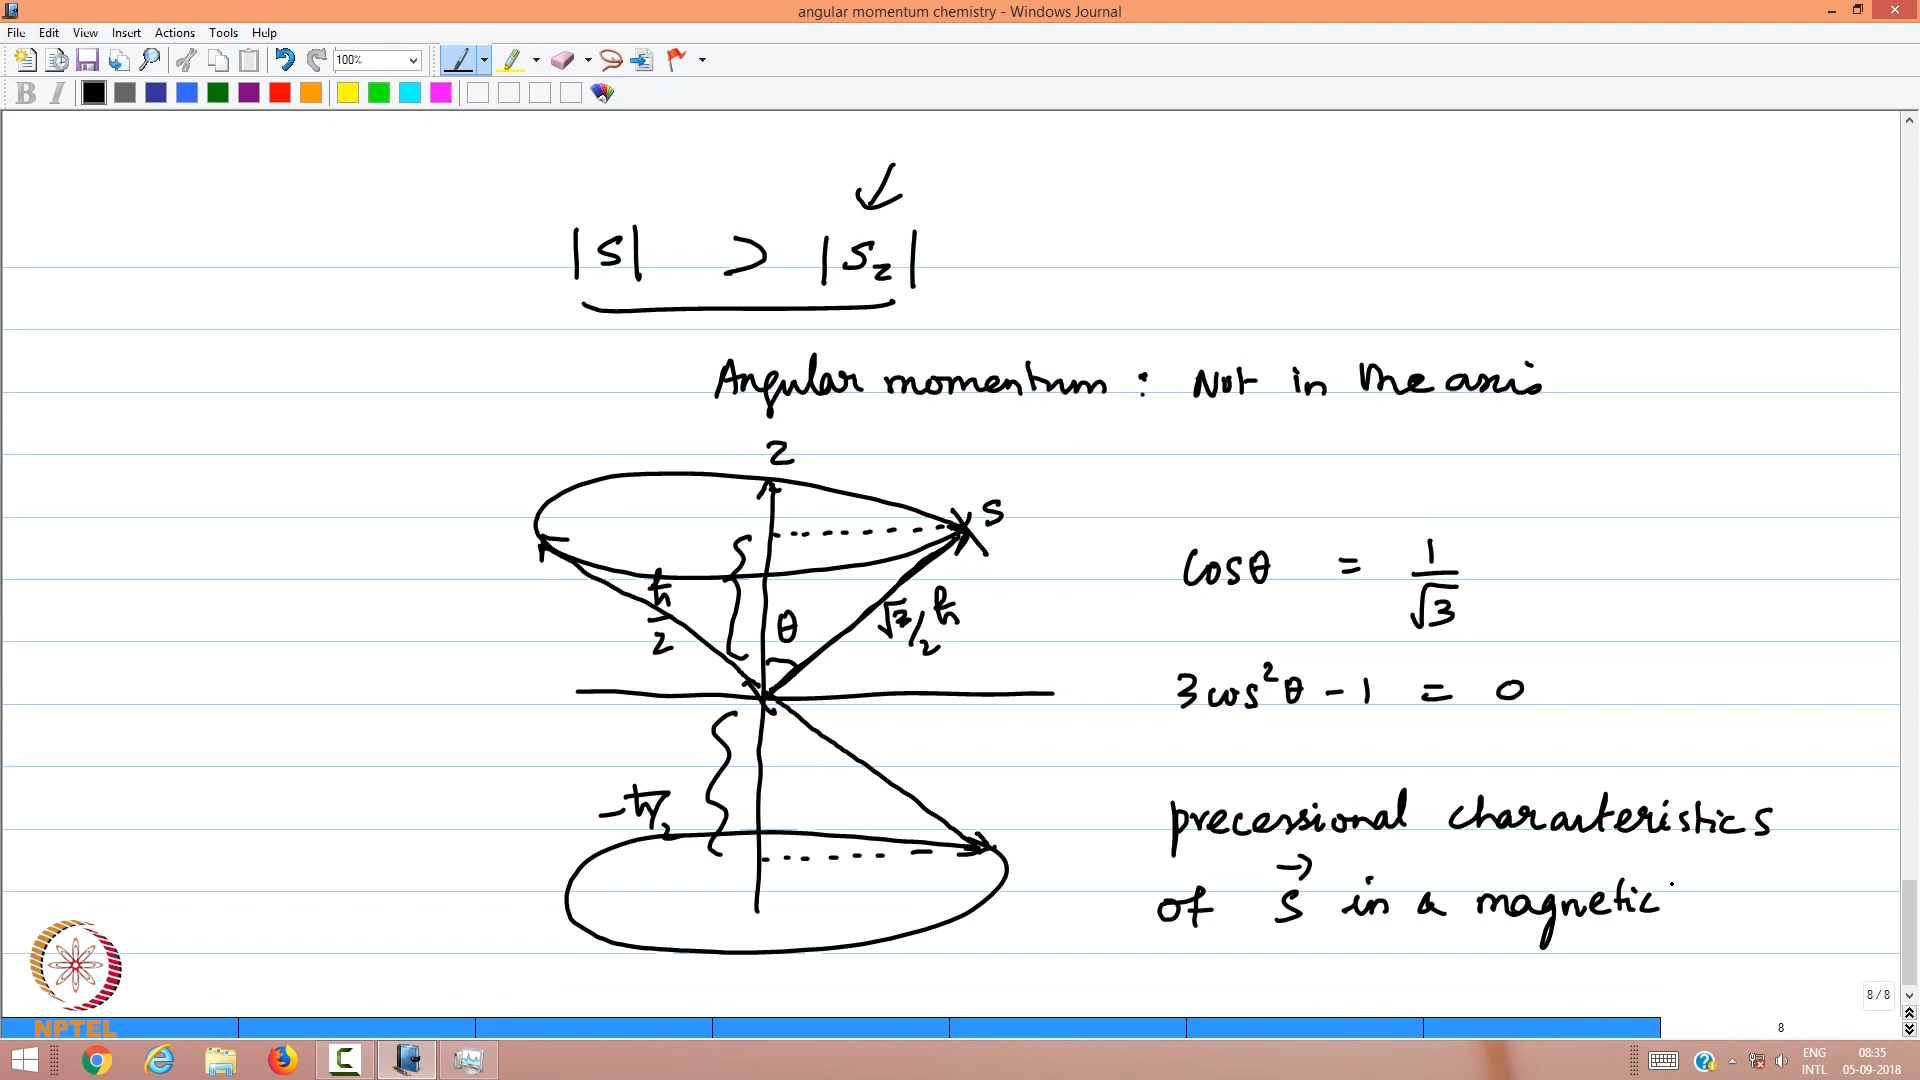 angular momentum chemistry - Windows Journal
File Edit View Insert Actions Tools Help
100%
B I
|S| > |S_z|
Angular momentum : Not in the axis
z
S
ħ/2
θ
√3/2 ħ
cosθ = 1/√3
3cos²θ - 1 = 0
-ħ/2
precessional characteristics
of S⃗ in a magnetic
NPTEL
8 / 8
8
ENG
INTL
08:35
05-09-2018